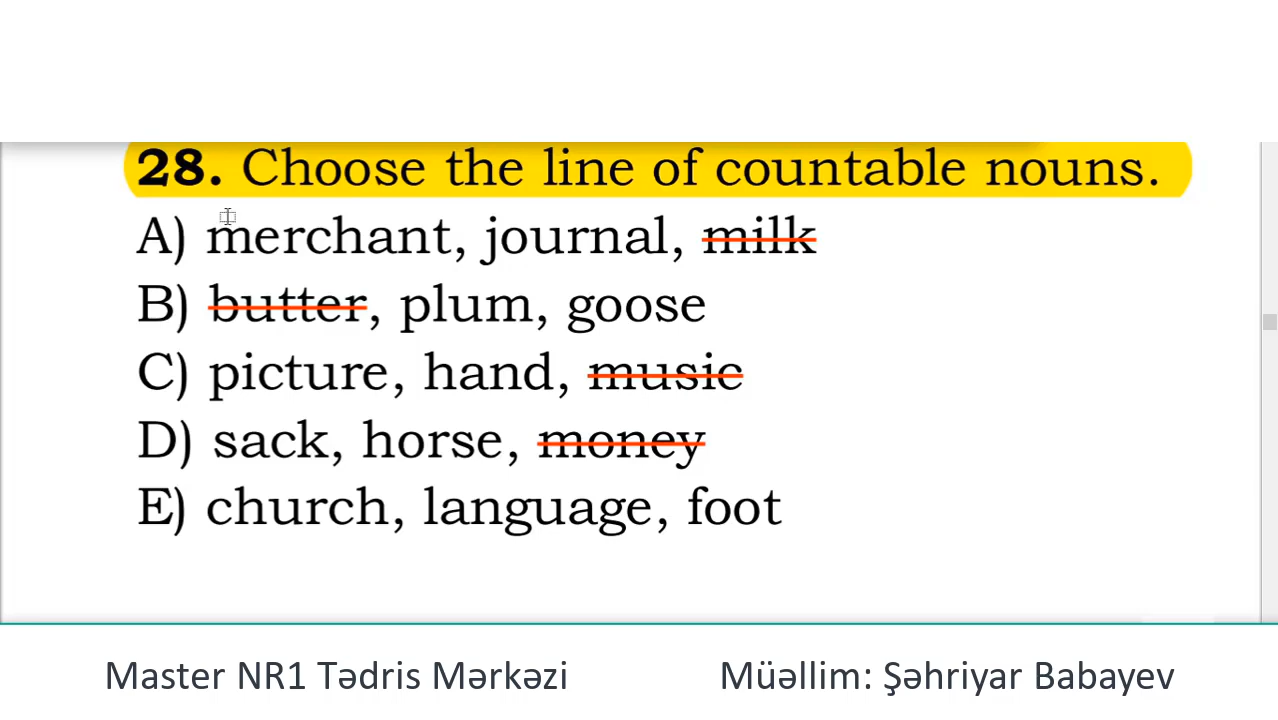 28. Choose the line of countable nouns.
A) merchant, journal, milk
B) butter, plum, goose
C) picture, hand, music
D) sack, horse, money
E) church, language, foot
Master NR1 Tədris Mərkəzi Müəllim: Şəhriyar Babayev